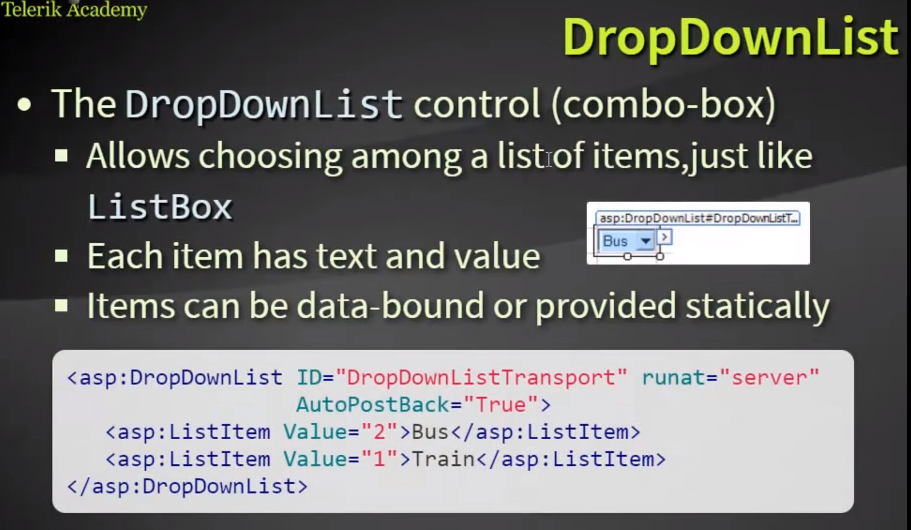 Telerik Academy
DropDownList
• The DropDownList control (combo-box)
▪ Allows choosing among a list of items,just like
ListBox
asp:DropDownList#DropDownListT...
Bus
▪ Each item has text and value
▪ Items can be data-bound or provided statically
<asp:DropDownList ID="DropDownListTransport" runat="server"
AutoPostBack="True">
<asp:ListItem Value="2">Bus</asp:ListItem>
<asp:ListItem Value="1">Train</asp:ListItem>
</asp:DropDownList>